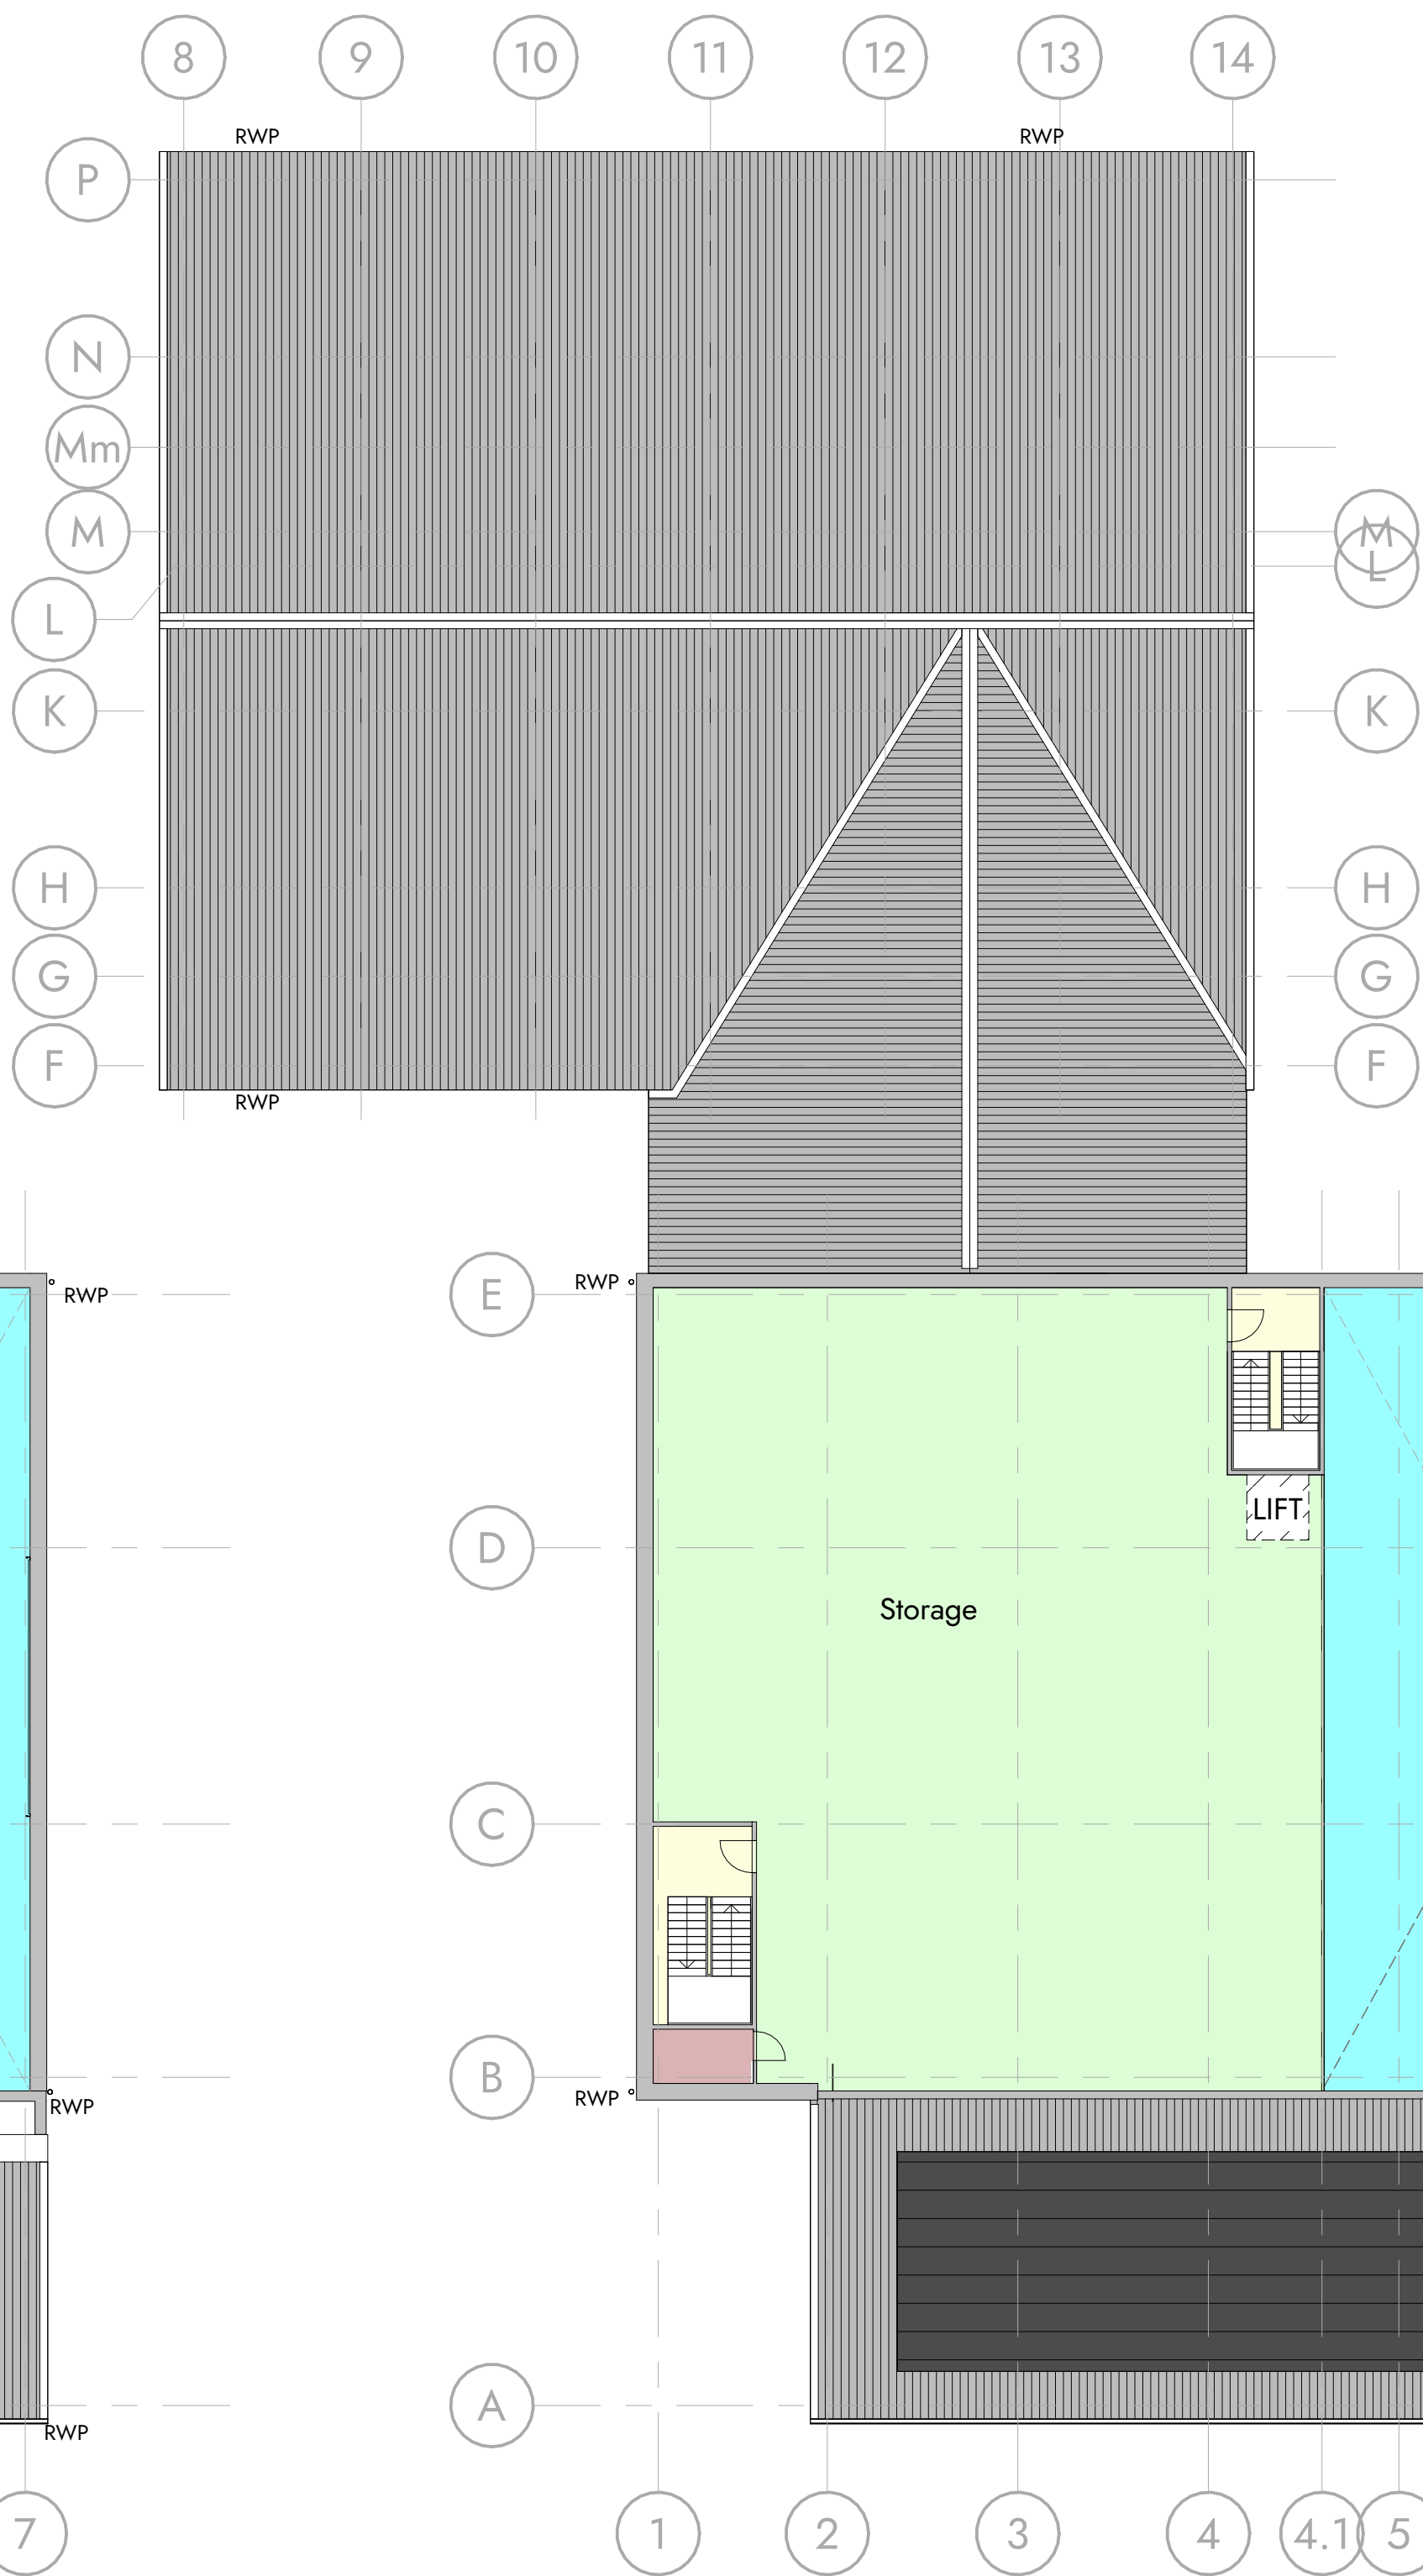 8 9 10 11 12 13 14
RWP RWP
P
N
Mm
M M
L L
K K
H H
G G
F F
RWP
RWP E RWP
LIFT
D
Storage
C
B
RWP RWP
A
RWP
7 1 2 3 4 4.1 5